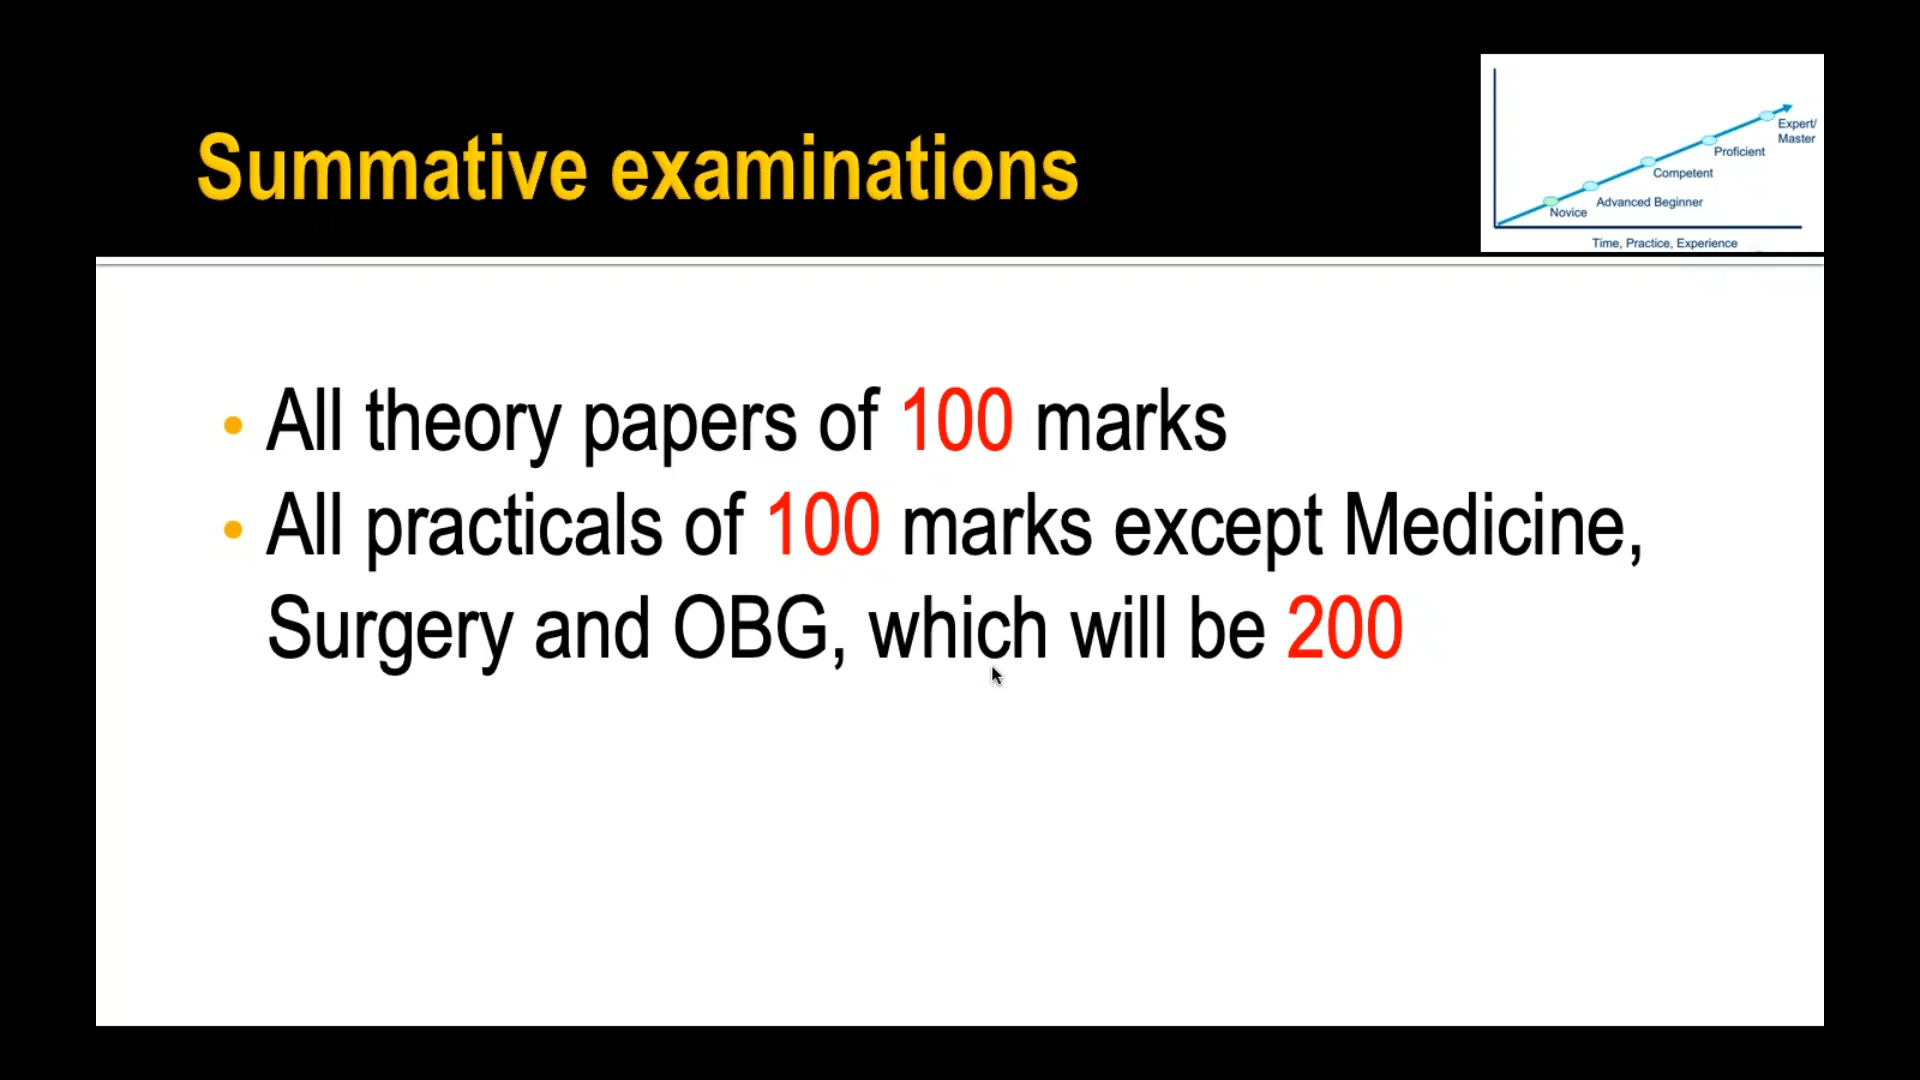 Summative examinations
Expert/
Master
Proficient
Competent
Advanced Beginner
Novice
Time, Practice, Experience
• All theory papers of 100 marks
• All practicals of 100 marks except Medicine,
Surgery and OBG, which will be 200